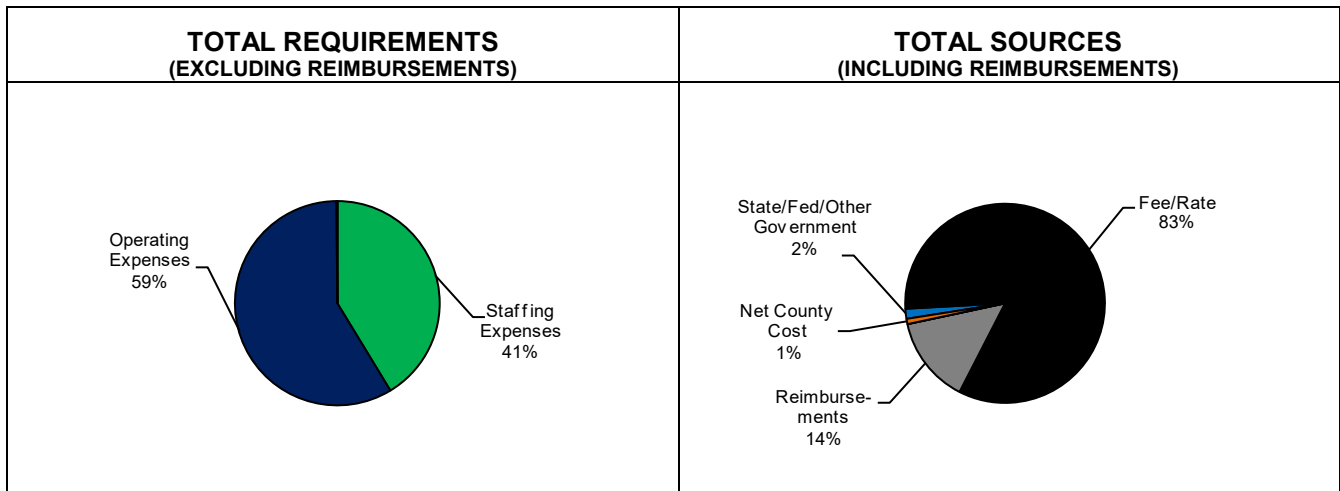 TOTAL REQUIREMENTS
(EXCLUDING REIMBURSEMENTS)
TOTAL SOURCES
(INCLUDING REIMBURSEMENTS)
Operating
Expenses
59%
Staffing
Expenses
41%
State/Fed/Other
Government
2%
Fee/Rate
83%
Net County
Cost
1%
Reimburse-
ments
14%